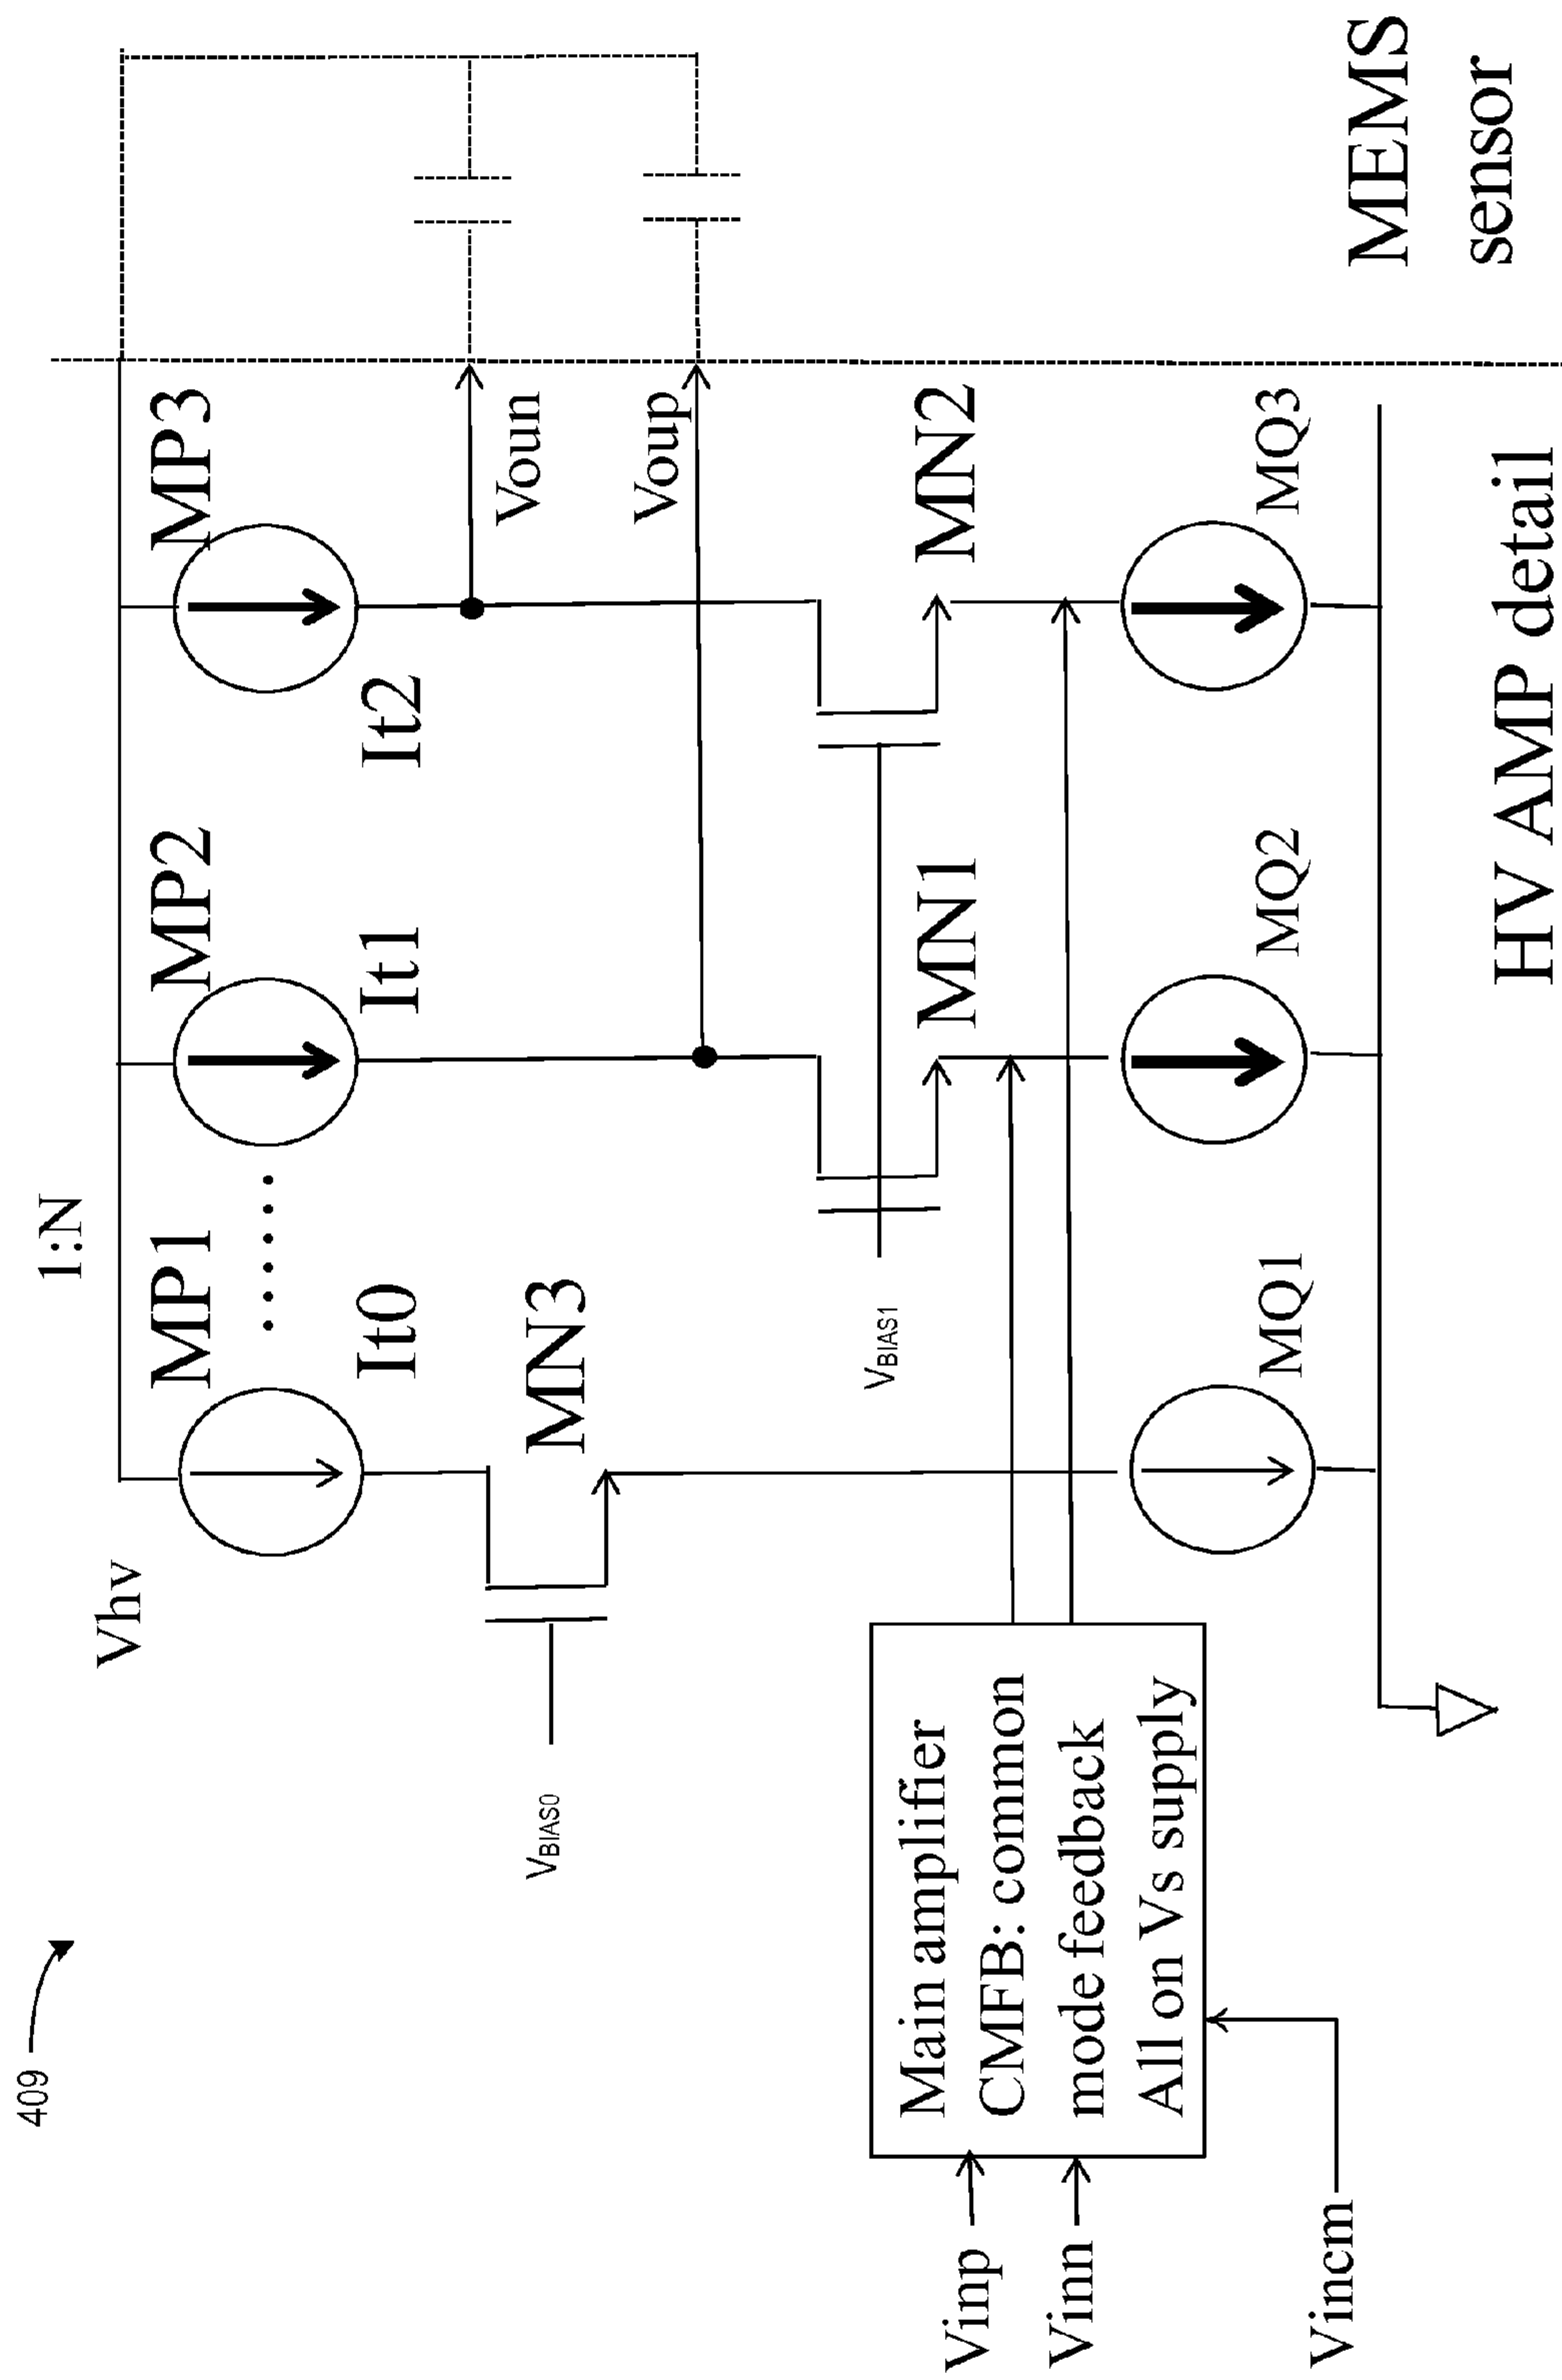 409
1:N
Vhv
MP1
MP2
MP3
It0
It1
It2
Voun
Voup
MN3
VBIAS0
VBIAS1
MN1
MN2
Main amplifier
CMFB: common
mode feedback
All on Vs supply
Vinp
Vinn
Vincm
MQ1
MQ2
MQ3
HV AMP detail
MEMS
sensor